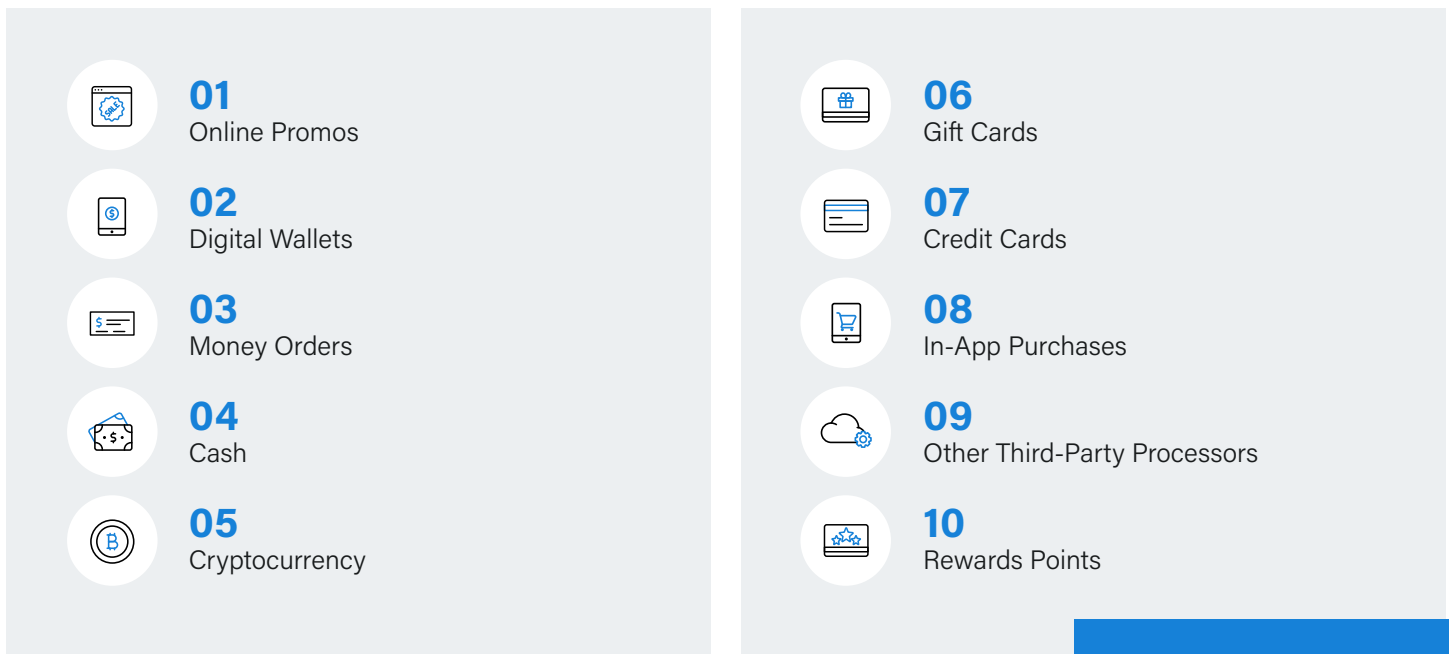 01
Online Promos
02
Digital Wallets
03
Money Orders
04
Cash
05
Cryptocurrency
06
Gift Cards
07
Credit Cards
08
In-App Purchases
09
Other Third-Party Processors
10
Rewards Points
SALE
$
$
$
B